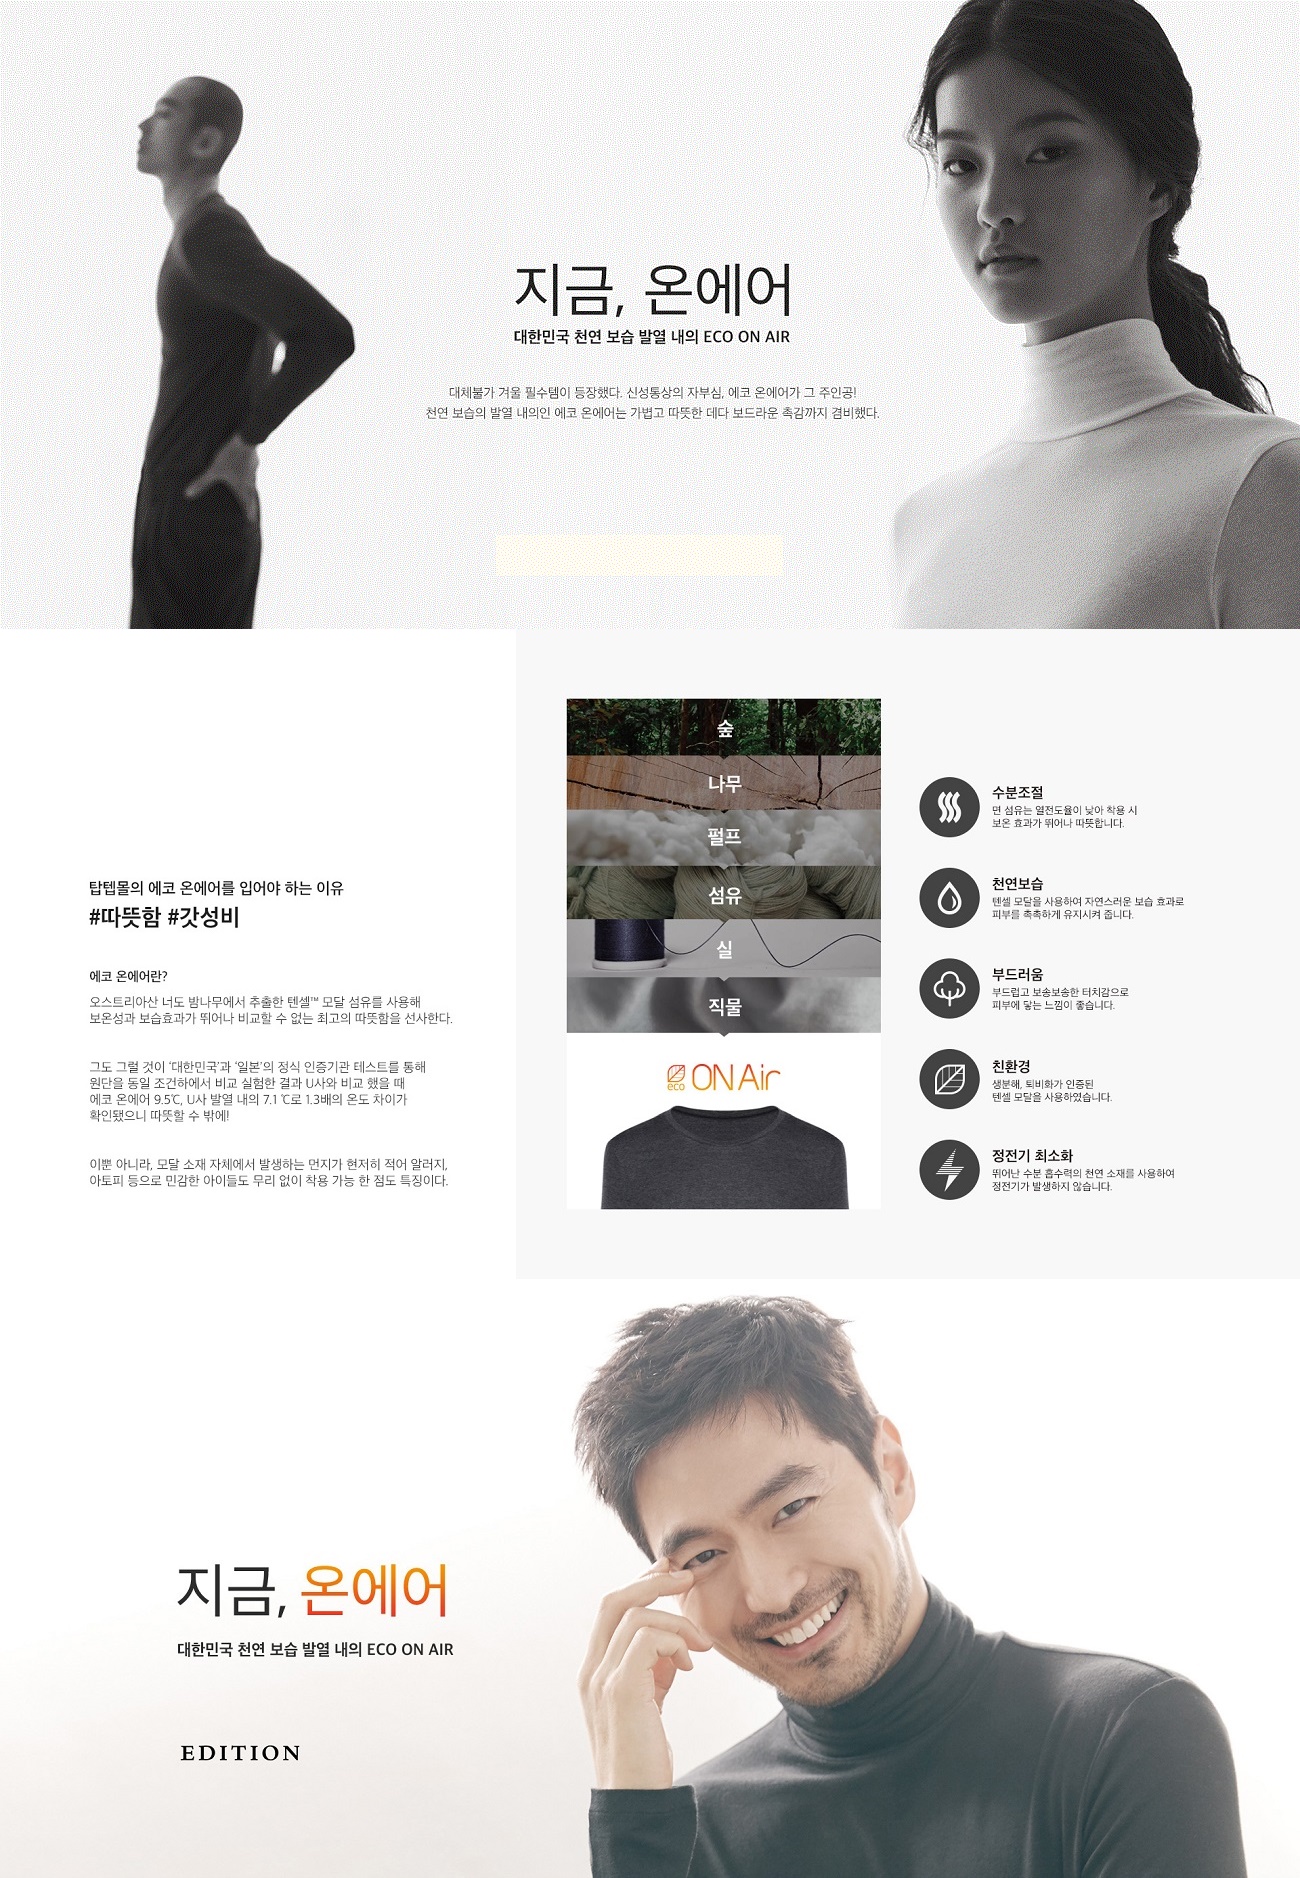 지금, 온에어
대한민국 천연 보습 발열 내의 ECO ON AIR
대체불가 겨울 필수템이 등장했다. 신성통상의 자부심, 에코 온에어가 그 주인공!
천연 보습의 발열 내의인 에코 온에어는 가볍고 따뜻한 데다 보드라운 촉감까지 겸비했다.
탑텝몰의 에코 온에어를 입어야 하는 이유
#따뜻함 #갓성비
에코 온에어란?
오스트리아산 너도 밤나무에서 추출한 텐셀™ 모달 섬유를 사용해
보온성과 보습효과가 뛰어나 비교할 수 없는 최고의 따뜻함을 선사한다.
그도 그럴 것이 ‘대한민국’과 ‘일본’의 정식 인증기관 테스트를 통해
원단을 동일 조건하에서 비교 실험한 결과 U사와 비교 했을 때
에코 온에어 9.5℃, U사 발열 내의 7.1 ℃로 1.3배의 온도 차이가
확인됐으니 따뜻할 수 밖에!
이뿐 아니라, 모달 소재 자체에서 발생하는 먼지가 현저히 적어 알러지,
아토피 등으로 민감한 아이들도 무리 없이 착용 가능 한 점도 특징이다.
숲
나무
펄프
섬유
실
직물
eco ON Air
수분조절
면 섬유는 열전도율이 낮아 착용 시
보온 효과가 뛰어나 따뜻합니다.
천연보습
텐셀 모달을 사용하여 자연스러운 보습 효과로
피부를 촉촉하게 유지시켜 줍니다.
부드러움
부드럽고 보송보송한 터치감으로
피부에 닿는 느낌이 좋습니다.
친환경
생분해, 퇴비화가 인증된
텐셀 모달을 사용하였습니다.
정전기 최소화
뛰어난 수분 흡수력의 천연 소재를 사용하여
정전기가 발생하지 않습니다.
지금, 온에어
대한민국 천연 보습 발열 내의 ECO ON AIR
EDITION